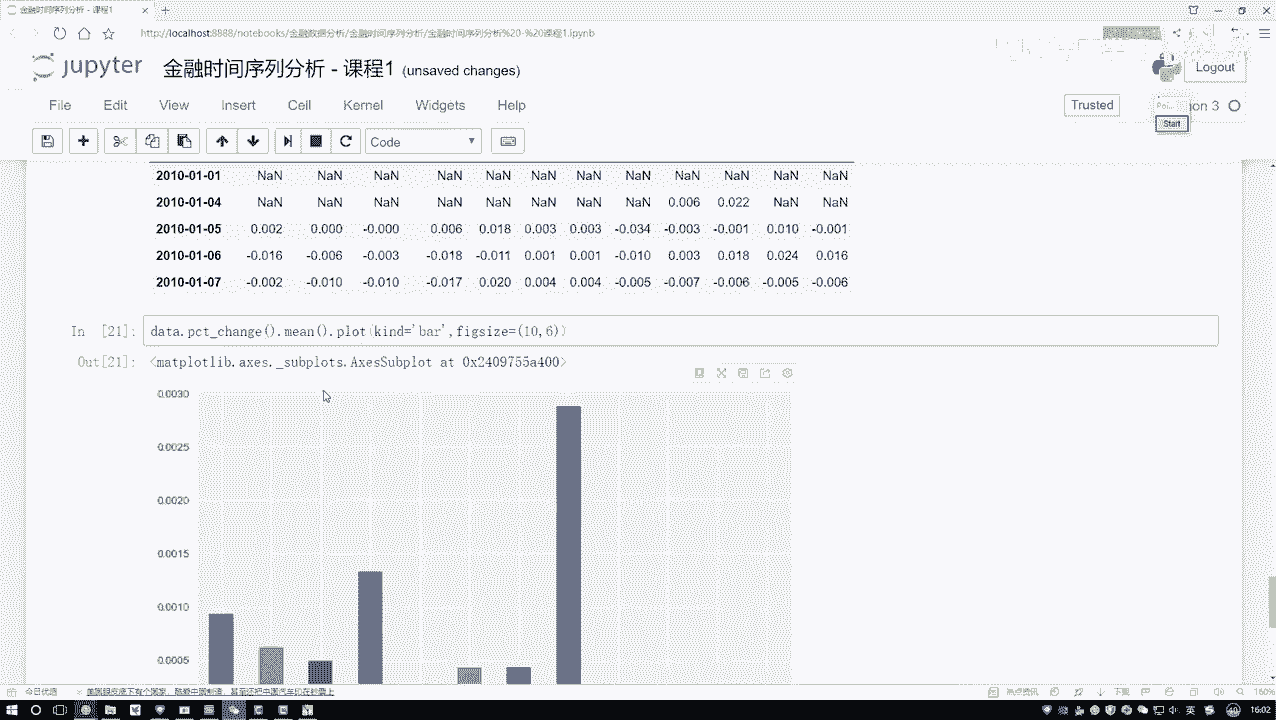 金融时间序列分析 - 课程1
http://localhost:8888/notebooks/金融数据分析/金融时间序列分析/金融时间序列分析%20-%20课程1.ipynb
jupyter 金融时间序列分析 - 课程1 (unsaved changes)
Logout
File Edit View Insert Cell Kernel Widgets Help
Trusted
on 3
Start
Code
2010-01-01 NaN NaN NaN NaN NaN NaN NaN NaN NaN NaN NaN NaN
2010-01-04 NaN NaN NaN NaN NaN NaN NaN NaN 0.006 0.022 NaN NaN
2010-01-05 0.002 0.000 -0.000 0.006 0.018 0.003 0.003 -0.034 -0.003 -0.001 0.010 -0.001
2010-01-06 -0.016 -0.006 -0.003 -0.018 -0.011 0.001 0.001 -0.010 0.003 0.018 0.024 0.016
2010-01-07 -0.002 -0.010 -0.010 -0.017 0.020 0.004 0.004 -0.005 -0.007 -0.006 -0.005 -0.006
In [21]: data.pct_change().mean().plot(kind='bar',figsize=(10,6))
Out[21]: <matplotlib.axes._subplots.AxesSubplot at 0x2409755a400>
0.0030
0.0025
0.0020
0.0015
0.0010
0.0005
今日优选
热点资讯
下载
160%
英
16:02